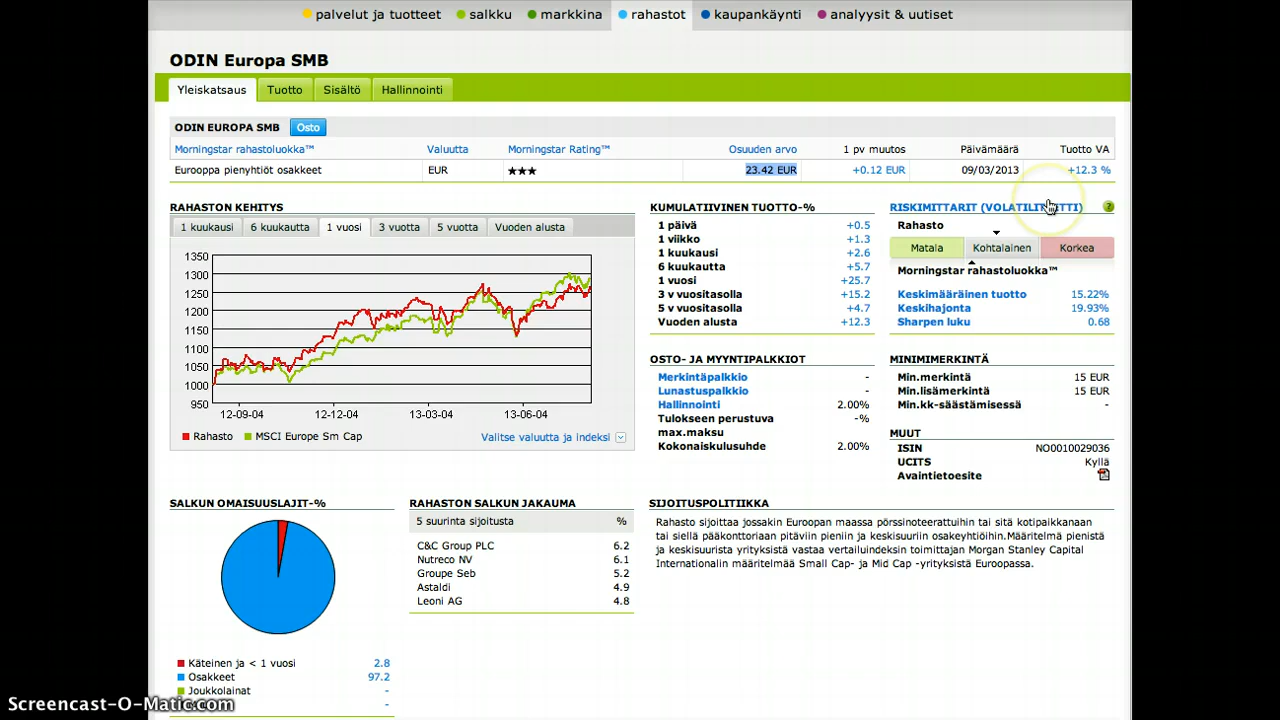 palvelut ja tuotteet salkku markkina rahastot kaupankäynti analyysit & uutiset
ODIN Europa SMB
Yleiskatsaus Tuotto Sisältö Hallinnointi
ODIN EUROPA SMB Osto
Morningstar rahastoluokka™ Valuutta Morningstar Rating™ Osuuden arvo 1 pv muutos Päivämäärä Tuotto VA
Eurooppa pienyhtiöt osakkeet EUR ★★★ 23.42 EUR +0.12 EUR 09/03/2013 +12.3 %
RAHASTON KEHITYS
1 kuukausi 6 kuukautta 1 vuosi 3 vuotta 5 vuotta Vuoden alusta
1350
1300
1250
1200
1150
1100
1050
1000
950
12-09-04 12-12-04 13-03-04 13-06-04
Rahasto MSCI Europe Sm Cap Valitse valuutta ja indeksi
KUMULATIIVINEN TUOTTO-%
1 päivä +0.5
1 viikko +1.3
1 kuukausi +2.6
6 kuukautta +5.7
1 vuosi +25.7
3 v vuositasolla +15.2
5 v vuositasolla +4.7
Vuoden alusta +12.3
RISKIMITTARIT (VOLATILITEETTI) ?
Rahasto
Matala Kohtalainen Korkea
Morningstar rahastoluokka™
Keskimääräinen tuotto 15.22%
Keskihajonta 19.93%
Sharpen luku 0.68
OSTO- JA MYYNTIPALKKIOT
Merkintäpalkkio -
Lunastuspalkkio -
Hallinnointi 2.00%
Tulokseen perustuva -%
max.maksu
Kokonaiskulusuhde 2.00%
MINIMIMERKINTÄ
Min.merkintä 15 EUR
Min.lisämerkintä 15 EUR
Min.kk-säästämisessä -
MUUT
ISIN NO0010029036
UCITS Kyllä
Avaintietoesite
SALKUN OMAISUUSLAJIT-%
Käteinen ja < 1 vuosi 2.8
Osakkeet 97.2
Joukkolainat -
-
RAHASTON SALKUN JAKAUMA
5 suurinta sijoitusta %
C&C Group PLC 6.2
Nutreco NV 6.1
Groupe Seb 5.2
Astaldi 4.9
Leoni AG 4.8
SIJOITUSPOLITIIKKA
Rahasto sijoittaa jossakin Euroopan maassa pörssinoteerattuihin tai sitä kotipaikkanaan
tai siellä pääkonttoriaan pitäviin pieniin ja keskisuuriin osakeyhtiöihin.Määritelmä pienistä
ja keskisuurista yrityksistä vastaa vertailuindeksin toimittajan Morgan Stanley Capital
Internationalin määritelmää Small Cap- ja Mid Cap -yrityksistä Euroopassa.
Screencast-O-Matic.com